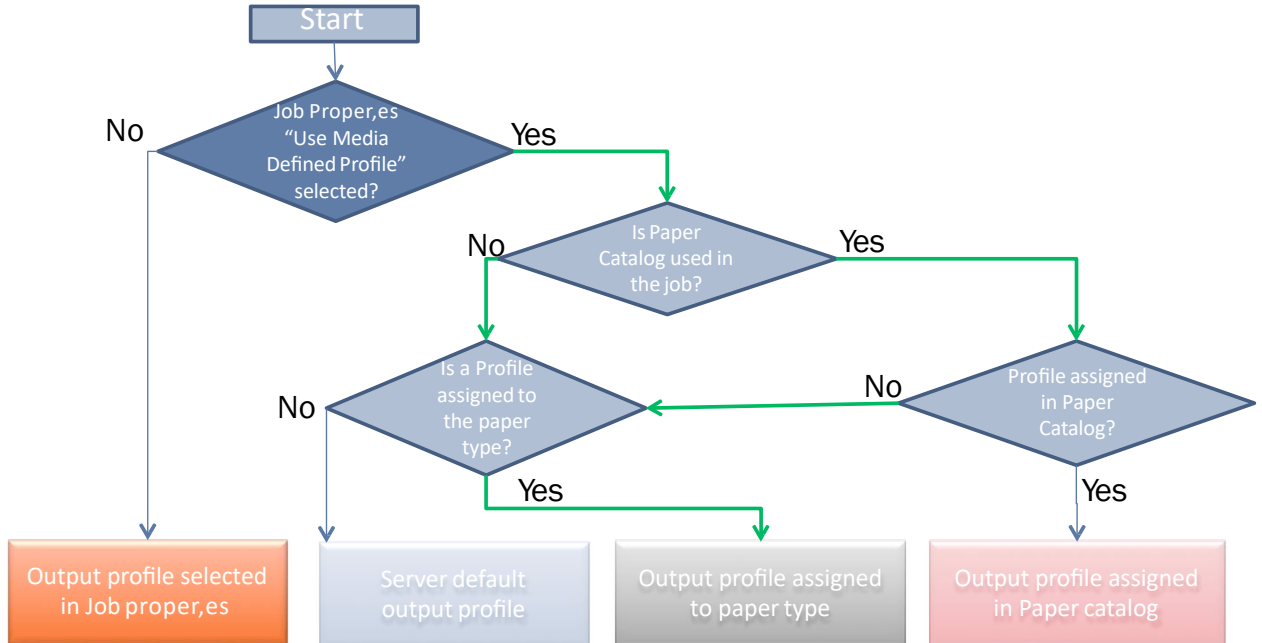 Start
Job Proper,es
“Use Media
Defined Profile”
selected?
No
Yes
Is Paper
Catalog used in
the job?
No
Yes
Is a Profile
assigned to
the paper
type?
No
Yes
Profile assigned
in Paper
Catalog?
No
Yes
Output profile selected
in Job proper,es
Server default
output profile
Output profile assigned
to paper type
Output profile assigned
in Paper catalog